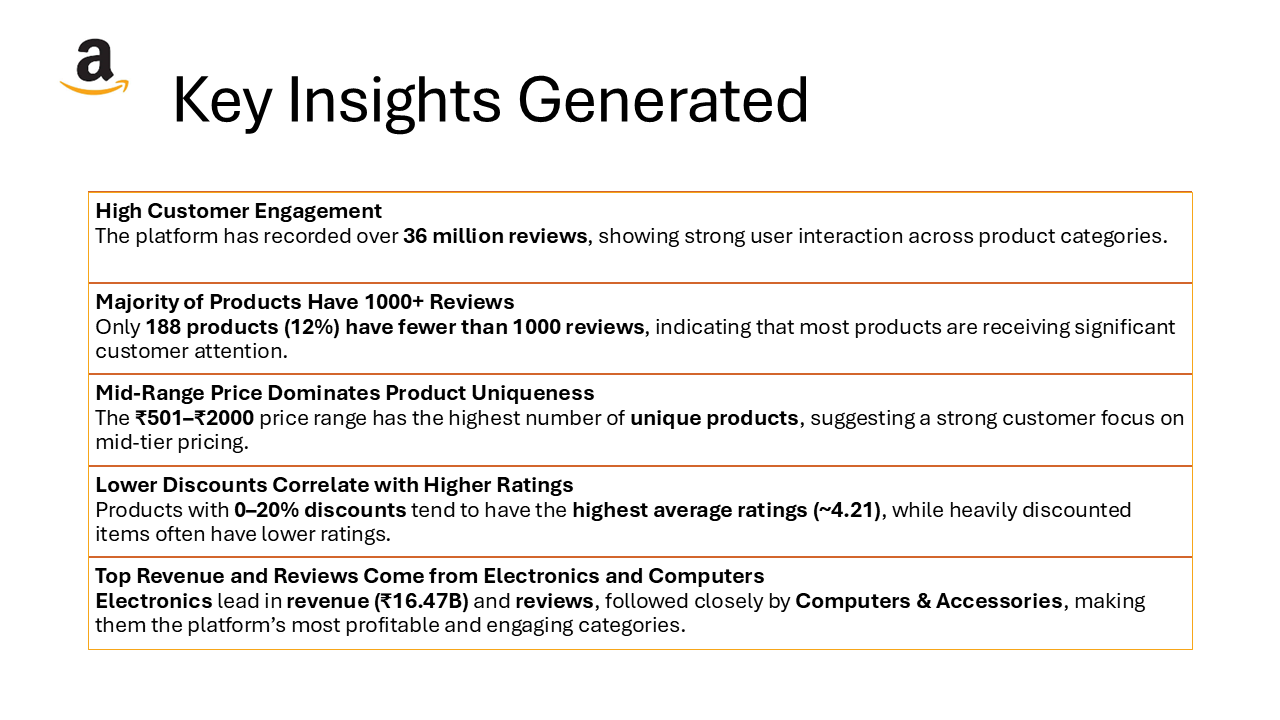 a
Key Insights Generated
High Customer Engagement
The platform has recorded over 36 million reviews, showing strong user interaction across product categories.
Majority of Products Have 1000+ Reviews
Only 188 products (12%) have fewer than 1000 reviews, indicating that most products are receiving significant
customer attention.
Mid-Range Price Dominates Product Uniqueness
The ₹501–₹2000 price range has the highest number of unique products, suggesting a strong customer focus on
mid-tier pricing.
Lower Discounts Correlate with Higher Ratings
Products with 0–20% discounts tend to have the highest average ratings (~4.21), while heavily discounted
items often have lower ratings.
Top Revenue and Reviews Come from Electronics and Computers
Electronics lead in revenue (₹16.47B) and reviews, followed closely by Computers & Accessories, making
them the platform’s most profitable and engaging categories.